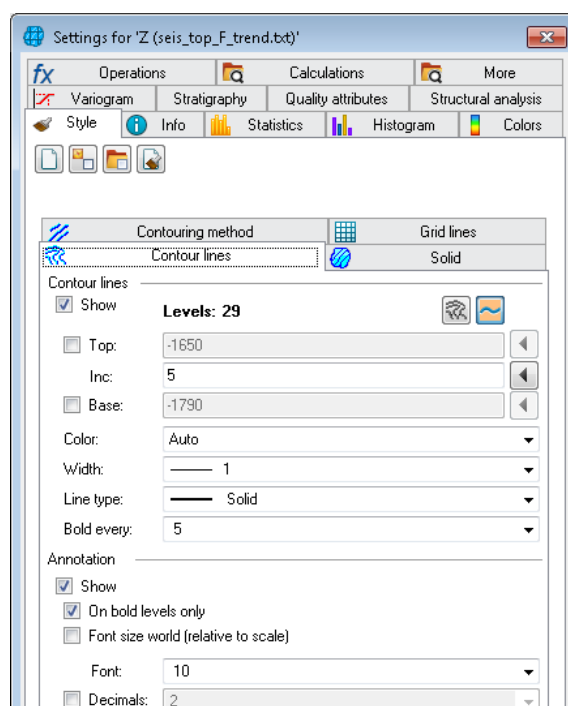 Settings for 'Z (seis_top_F_trend.txt)'
fx Operations Calculations More
Variogram Stratigraphy Quality attributes Structural analysis
Style Info Statistics Histogram Colors
Contouring method Grid lines
Contour lines Solid
Contour lines
Show Levels: 29
Top: -1650
Inc: 5
Base: -1790
Color: Auto
Width: 1
Line type: Solid
Bold every: 5
Annotation
Show
On bold levels only
Font size world (relative to scale)
Font: 10
Decimals: 2